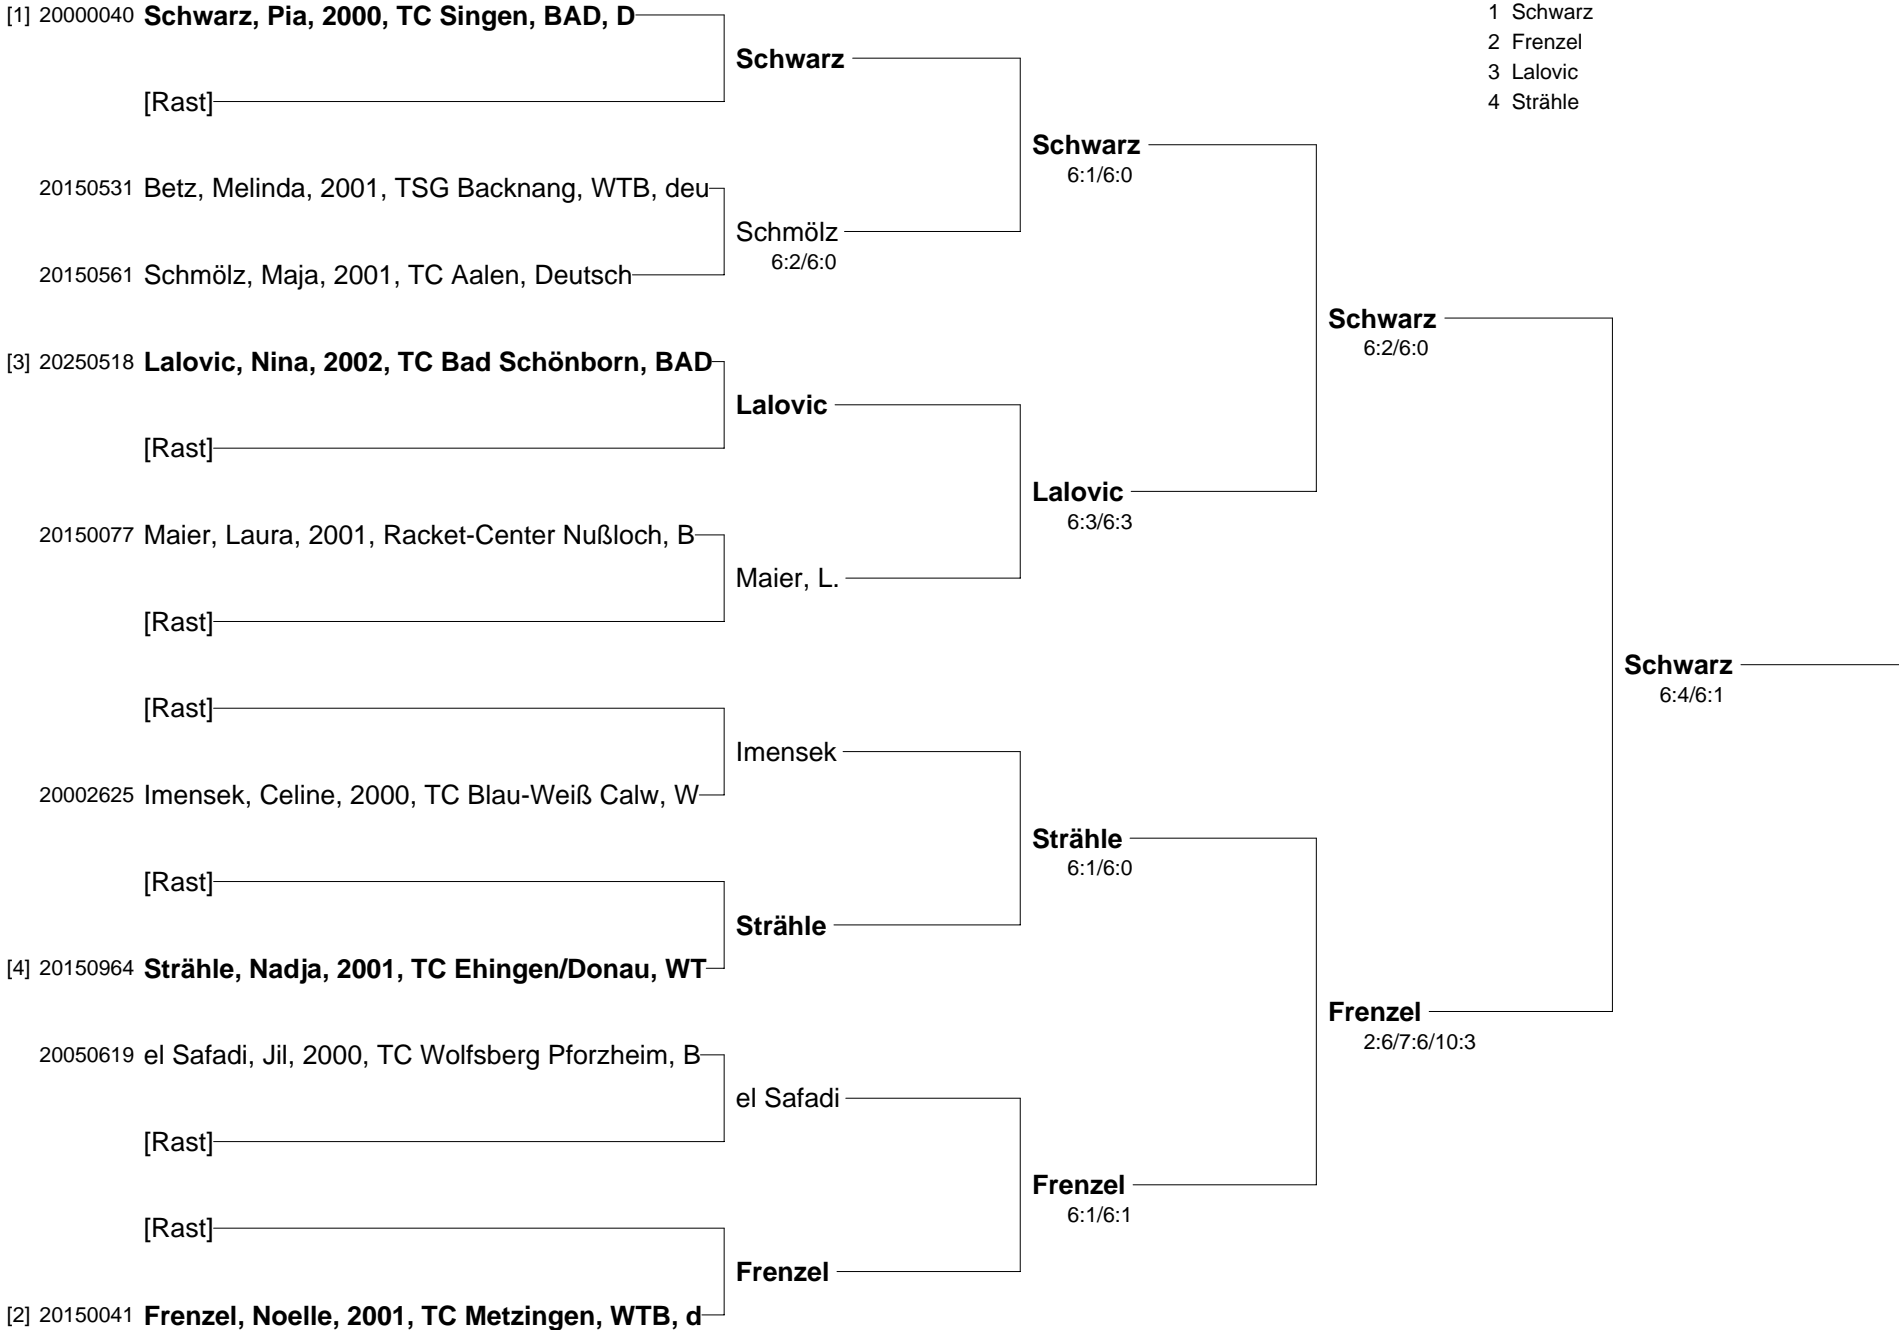 [1] 20000040 Schwarz, Pia, 2000, TC Singen, BAD, D
[Rast]
20150531 Betz, Melinda, 2001, TSG Backnang, WTB, deu
20150561 Schmölz, Maja, 2001, TC Aalen, Deutsch
[3] 20250518 Lalovic, Nina, 2002, TC Bad Schönborn, BAD
[Rast]
20150077 Maier, Laura, 2001, Racket-Center Nußloch, B
[Rast]
[Rast]
20002625 Imensek, Celine, 2000, TC Blau-Weiß Calw, W
[Rast]
[4] 20150964 Strähle, Nadja, 2001, TC Ehingen/Donau, WT
20050619 el Safadi, Jil, 2000, TC Wolfsberg Pforzheim, B
[Rast]
[Rast]
[2] 20150041 Frenzel, Noelle, 2001, TC Metzingen, WTB, d
Schwarz
Schmölz
6:2/6:0
Lalovic
Maier, L.
Imensek
Strähle
el Safadi
Frenzel
Schwarz
6:1/6:0
Lalovic
6:3/6:3
Strähle
6:1/6:0
Frenzel
6:1/6:1
Schwarz
6:2/6:0
Frenzel
2:6/7:6/10:3
Schwarz
6:4/6:1
1 Schwarz
2 Frenzel
3 Lalovic
4 Strähle